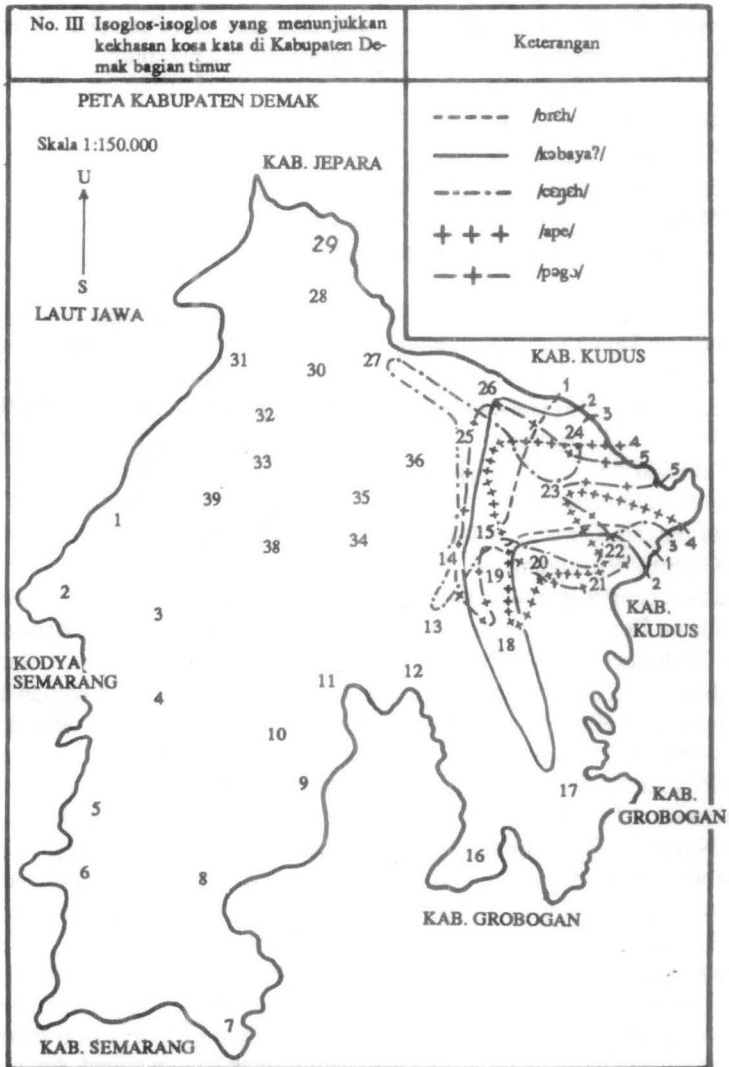 No. III Isoglos-isoglos yang menunjukkan
kekhasan kosa kata di Kabupaten De-
mak bagian timur
Keterangan
PETA KABUPATEN DEMAK
Skala 1:150.000
U
S
LAUT JAWA
KAB. JEPARA
/brɛh/
/kəbaya?/
/cɛŋɛh/
/ape/
/pəgɔ/
29
28
31
30
27
KAB. KUDUS
26
1
2
3
32
25
24
4
5
33
36
5
39
35
23
1
38
34
15
4
14
22
3
1
2
19
20
21
2
3
13
18
KAB.
KUDUS
KODYA
SEMARANG
11
12
4
10
9
17
KAB.
GROBOGAN
5
6
8
16
KAB. GROBOGAN
7
KAB. SEMARANG